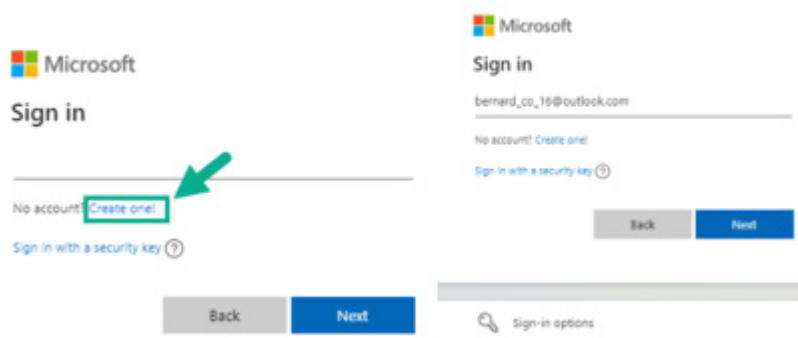 Microsoft
Sign in
No account? Create one!
Sign in with a security key
Back
Next
Microsoft
Sign in
bernard_co_16@outlook.com
No account? Create one!
Sign in with a security key
Back
Next
Sign-in options